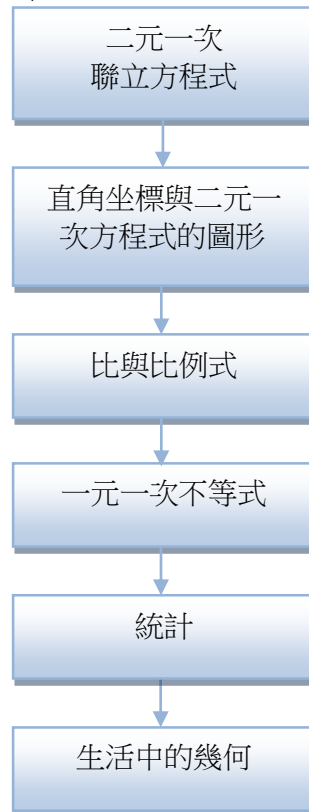 二元一次
聯立方程式
直角坐標與二元一
次方程式的圖形
比與比例式
一元一次不等式
統計
生活中的幾何